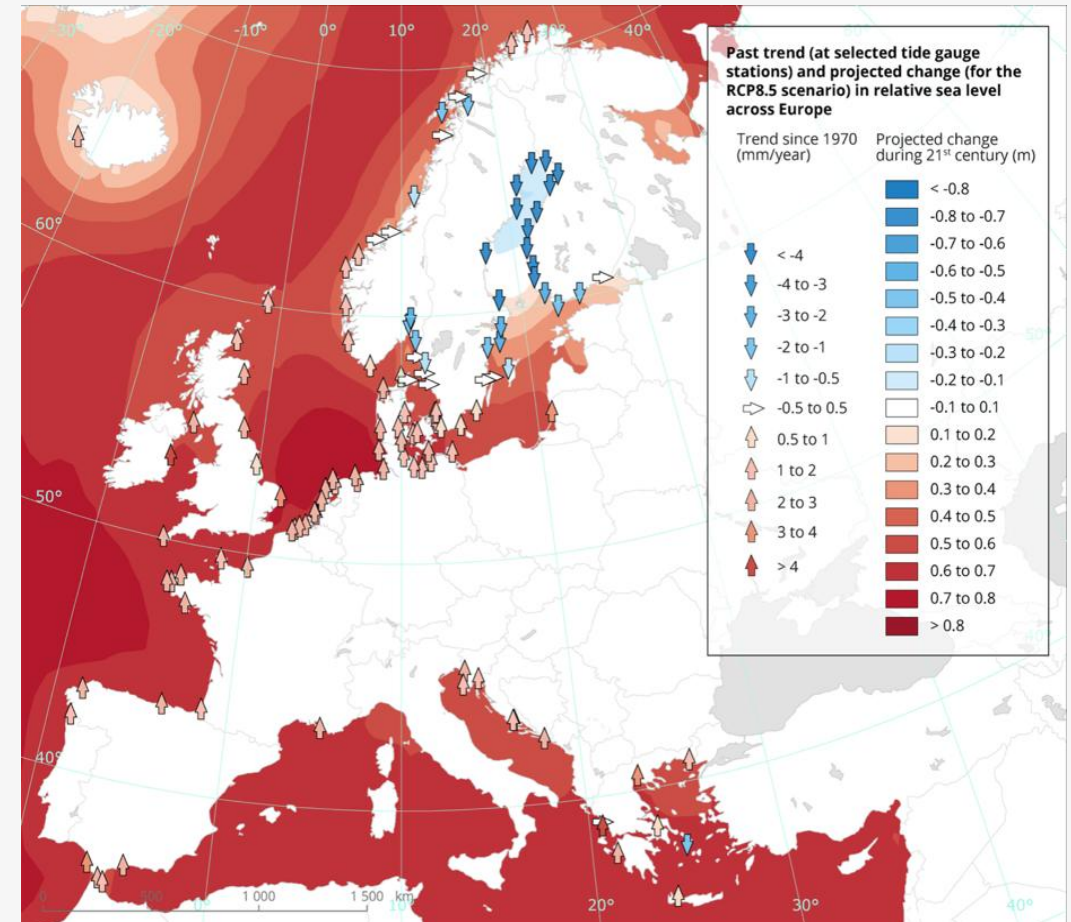 -30° -20° -10° 0° 10° 20° 30° 40° 60° 70°
60°
50°
50°
40°
40°
0 500 1 000 1 500 km
0° 10° 20° 30° 40°
Past trend (at selected tide gauge
stations) and projected change (for the
RCP8.5 scenario) in relative sea level
across Europe
Trend since 1970
(mm/year)
< -4
-4 to -3
-3 to -2
-2 to -1
-1 to -0.5
-0.5 to 0.5
0.5 to 1
1 to 2
2 to 3
3 to 4
> 4
Projected change
during 21st century (m)
< -0.8
-0.8 to -0.7
-0.7 to -0.6
-0.6 to -0.5
-0.5 to -0.4
-0.4 to -0.3
-0.3 to -0.2
-0.2 to -0.1
-0.1 to 0.1
0.1 to 0.2
0.2 to 0.3
0.3 to 0.4
0.4 to 0.5
0.5 to 0.6
0.6 to 0.7
0.7 to 0.8
> 0.8